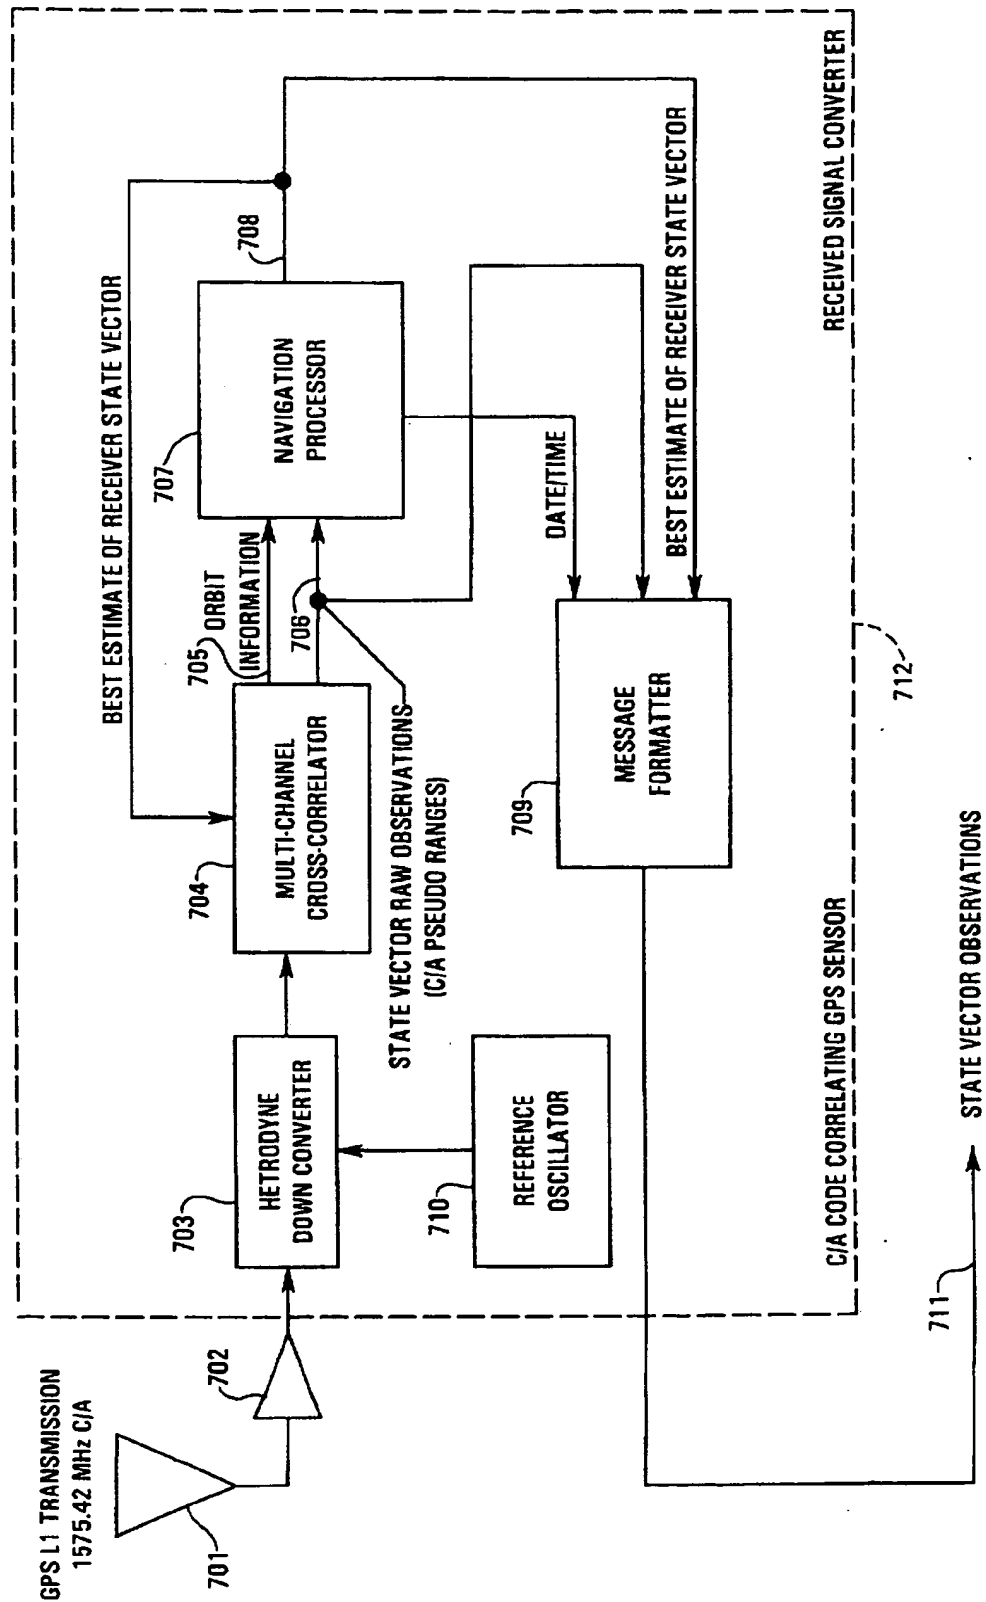 GPS L1 TRANSMISSION
1575.42 MHz C/A
701
702
703
HETRODYNE
DOWN CONVERTER
710
REFERENCE
OSCILLATOR
704
MULTI-CHANNEL
CROSS-CORRELATOR
BEST ESTIMATE OF RECEIVER STATE VECTOR
705
ORBIT
INFORMATION
706
STATE VECTOR RAW OBSERVATIONS
(C/A PSEUDO RANGES)
707
NAVIGATION
PROCESSOR
708
DATE/TIME
BEST ESTIMATE OF RECEIVER STATE VECTOR
709
MESSAGE
FORMATTER
C/A CODE CORRELATING GPS SENSOR
RECEIVED SIGNAL CONVERTER
712
711
STATE VECTOR OBSERVATIONS